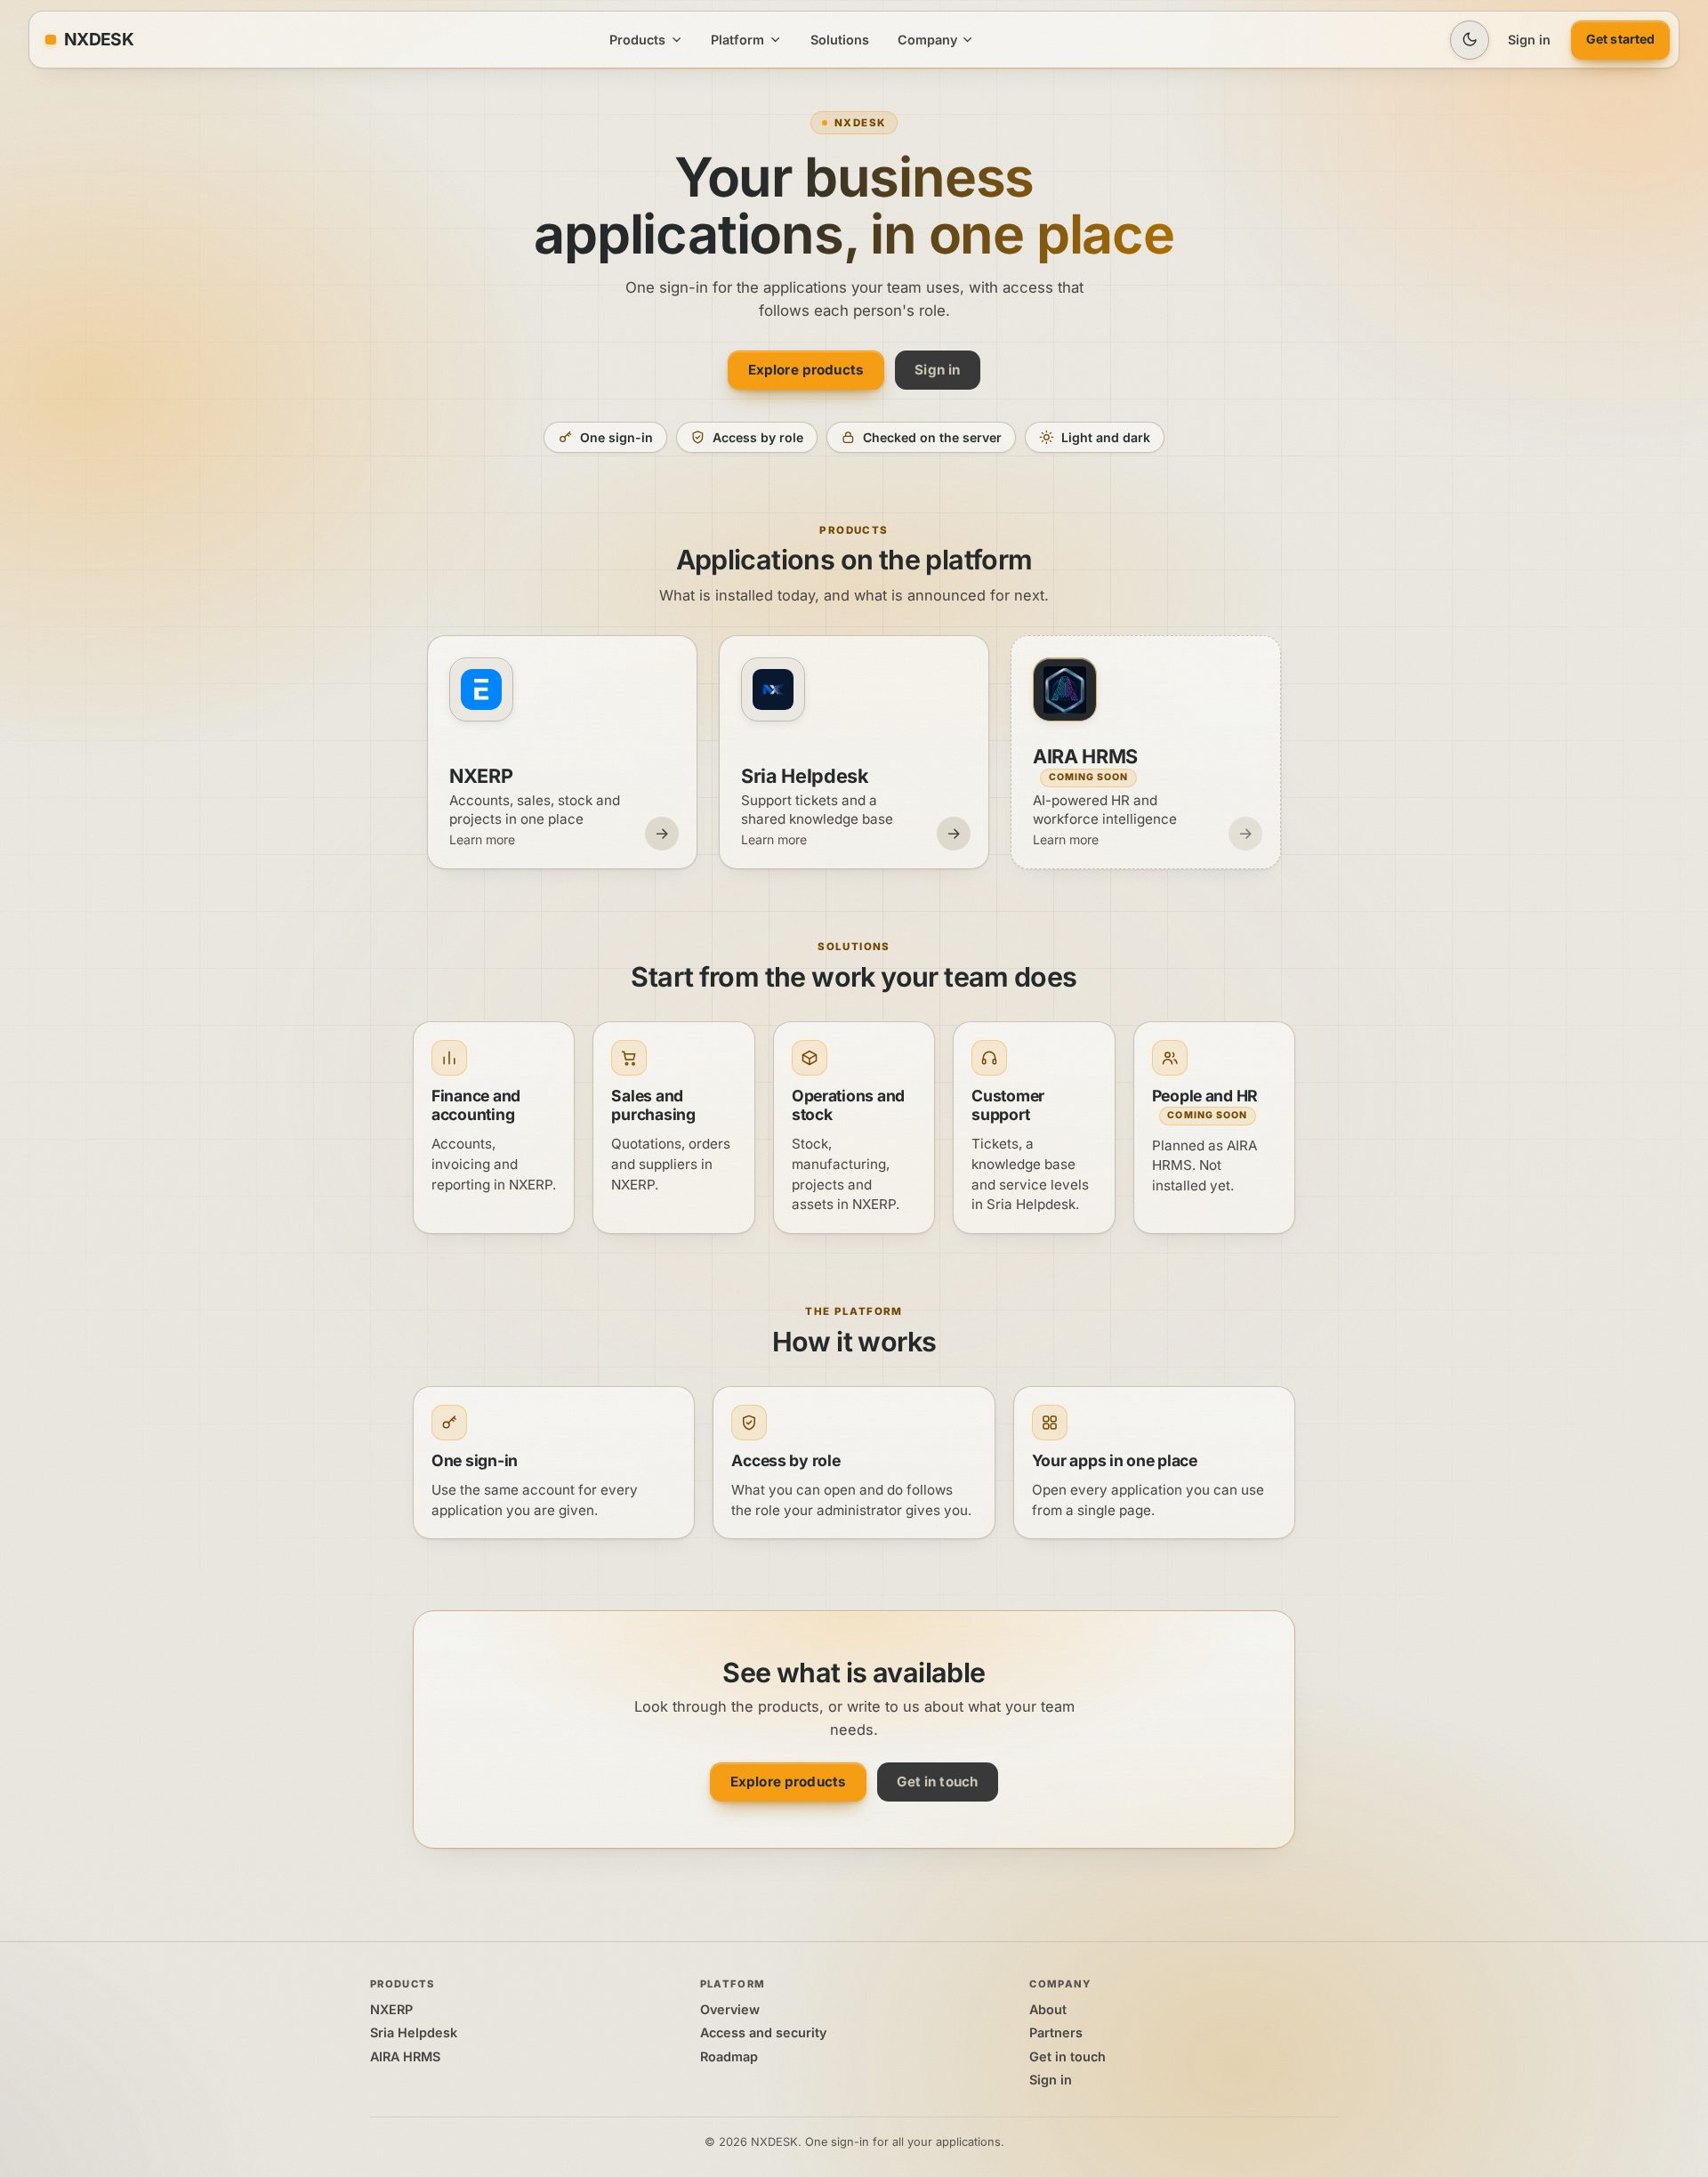 NXDESK
Products
Platform
Solutions
Company
Sign in
Get started
NXDESK
Your business
applications, in one place
One sign-in for the applications your team uses, with access that
follows each person's role.
Explore products
Sign in
One sign-in
Access by role
Checked on the server
Light and dark
PRODUCTS
Applications on the platform
What is installed today, and what is announced for next.
E
NXERP
Accounts, sales, stock and
projects in one place
Learn more
NX
Sria Helpdesk
Support tickets and a
shared knowledge base
Learn more
AIRA HRMS
COMING SOON
AI-powered HR and
workforce intelligence
Learn more
SOLUTIONS
Start from the work your team does
Finance and
accounting
Accounts,
invoicing and
reporting in NXERP.
Sales and
purchasing
Quotations, orders
and suppliers in
NXERP.
Operations and
stock
Stock,
manufacturing,
projects and
assets in NXERP.
Customer
support
Tickets, a
knowledge base
and service levels
in Sria Helpdesk.
People and HR
COMING SOON
Planned as AIRA
HRMS. Not
installed yet.
THE PLATFORM
How it works
One sign-in
Use the same account for every
application you are given.
Access by role
What you can open and do follows
the role your administrator gives you.
Your apps in one place
Open every application you can use
from a single page.
See what is available
Look through the products, or write to us about what your team
needs.
Explore products
Get in touch
PRODUCTS
NXERP
Sria Helpdesk
AIRA HRMS
PLATFORM
Overview
Access and security
Roadmap
COMPANY
About
Partners
Get in touch
Sign in
© 2026 NXDESK. One sign-in for all your applications.